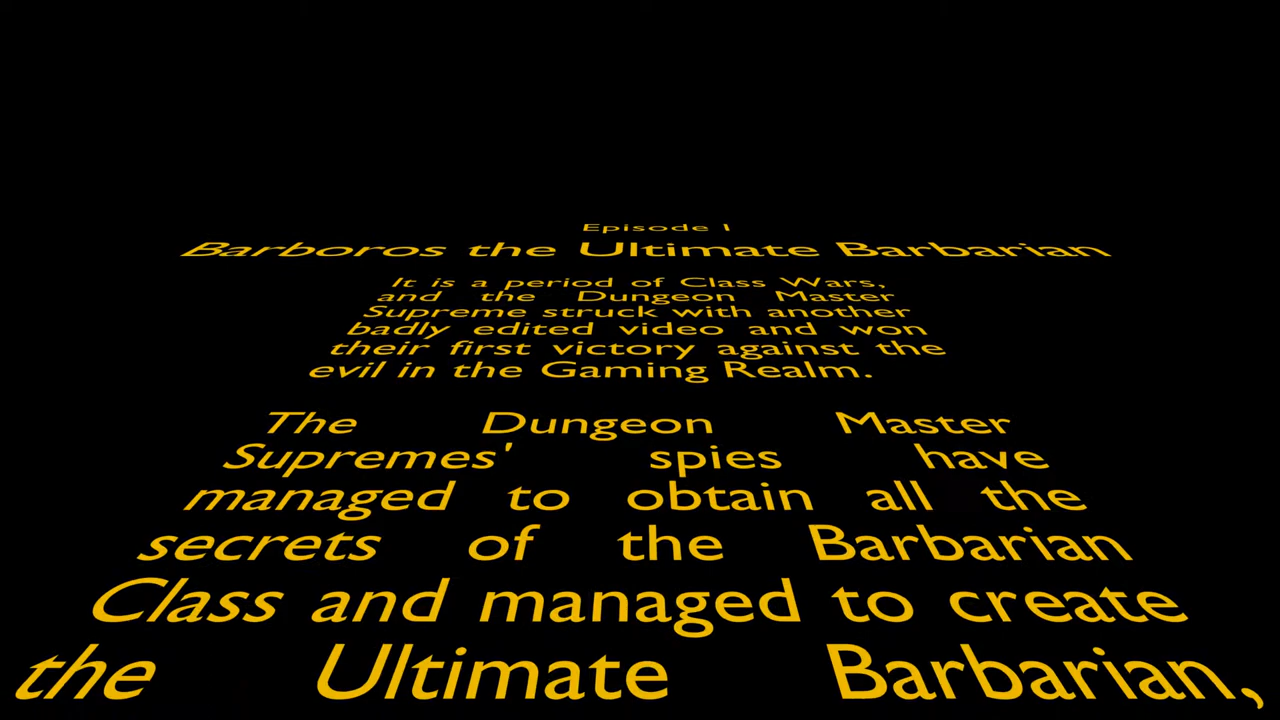 Episode I
Barboros the Ultimate Barbarian
It is a period of Class Wars,
and the Dungeon Master
Supreme struck with another
badly edited video and won
their first victory against the
evil in the Gaming Realm.
The Dungeon Master
Supremes' spies have
managed to obtain all the
secrets of the Barbarian
Class and managed to create
the Ultimate Barbarian,